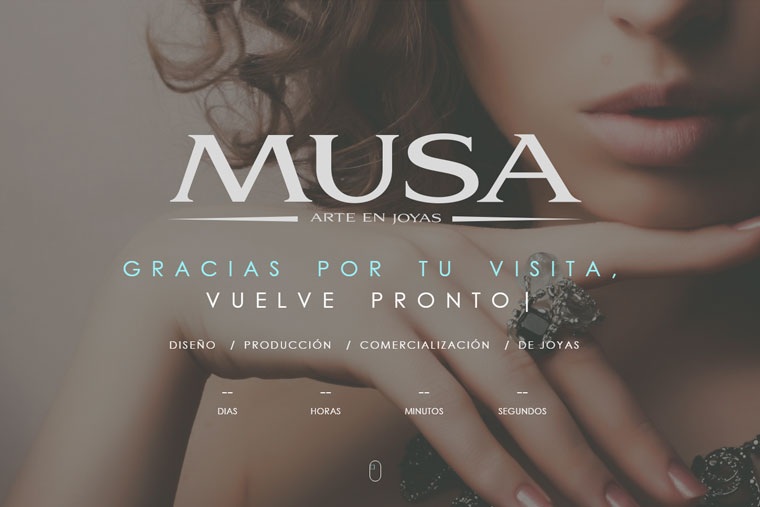 MUSA
ARTE EN JOYAS
GRACIAS POR TU VISITA,
VUELVE PRONTO|
DISEÑO / PRODUCCIÓN / COMERCIALIZACIÓN / DE JOYAS
-- -- -- --
DIAS HORAS MINUTOS SEGUNDOS